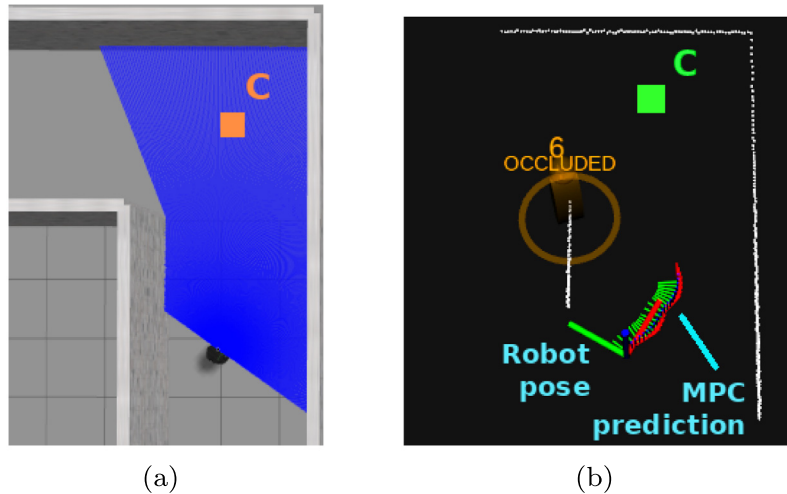 C
C
6
OCCLUDED
Robot
pose
MPC
prediction
(a)
(b)